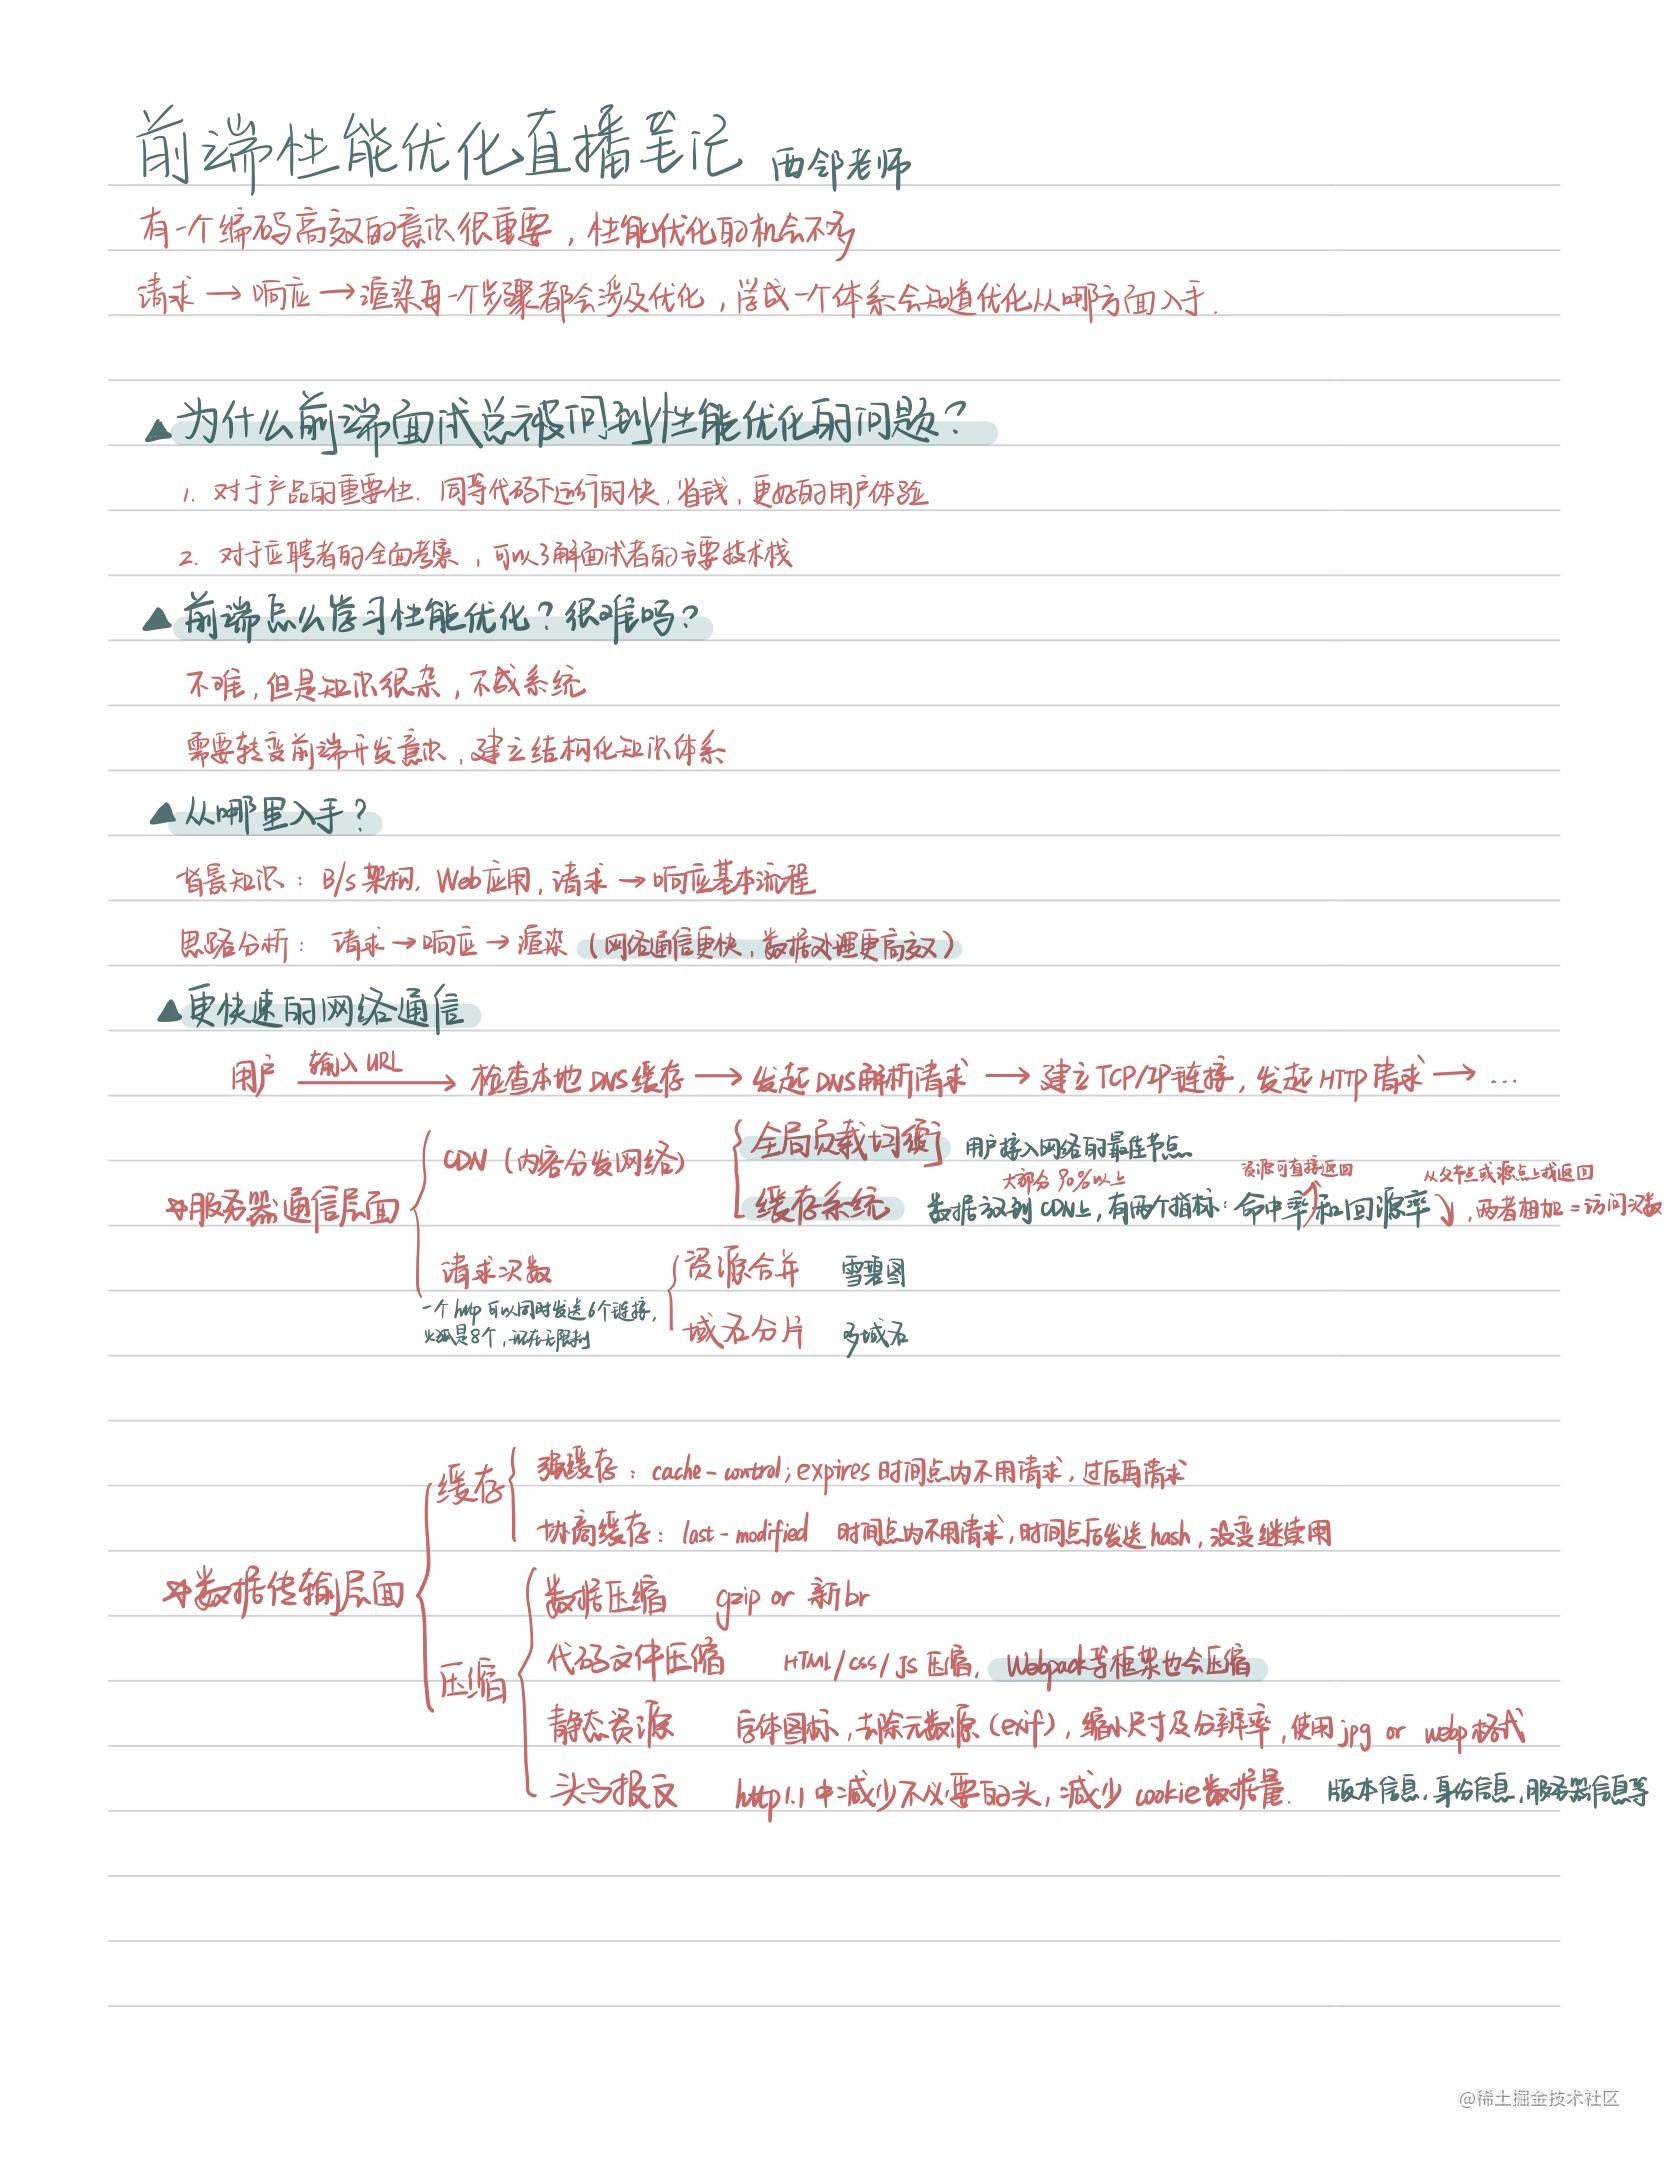 前端性能优化直播笔记 西邻老师
有一个编码高效的意识很重要，性能优化的机会不多
请求 → 响应 → 渲染每一个步骤都会涉及优化，学成一个体系会知道优化从哪方面入手.
▲为什么前端面试总被问到性能优化的问题？
1. 对于产品的重要性. 同等代码下运行的快，省钱，更好的用户体验
2. 对于应聘者的全面考察，可以了解面试者的主要技术栈
▲前端怎么学习性能优化？很难吗？
不难，但是知识很杂，不成系统
需要转变前端开发意识，建立结构化知识体系
▲从哪里入手？
背景知识：B/S架构，Web应用，请求 → 响应基本流程
思路分析： 请求 → 响应 → 渲染（网络通信更快，数据处理更高效）
▲更快速的网络通信
用户 输入URL → 检查本地DNS缓存 → 发起DNS解析请求 → 建立TCP/IP链接，发起HTTP请求 → …
服务器通信层面
CDN（内容分发网络）
全局负载均衡 用户接入网络的最佳节点
大部分90%以上 资源可直接返回 从父节点或源点上找返回
缓存系统 数据放到CDN上，有两个指标：命中率和回源率，两者相加=访问次数
请求次数
一个http可以同时发送6个链接，
火狐是8个，现在无限制
资源合并 雪碧图
域名分片 多域名
数据传输层面
缓存
强缓存：cache-control；expires 时间点内不用请求，过后再请求
协商缓存：last-modified 时间点内不用请求，时间点后发送hash，没变继续用
压缩
数据压缩 gzip or 新br
代码文件压缩 HTML/css/JS压缩，Webpack等框架也会压缩
静态资源 字体图标，去除元数源（exif），缩小尺寸及分辨率，使用jpg or webp格式
头与报文 http1.1中减少不必要的头，减少cookie数据量. 版本信息，身份信息，服务器信息等
@稀土掘金技术社区